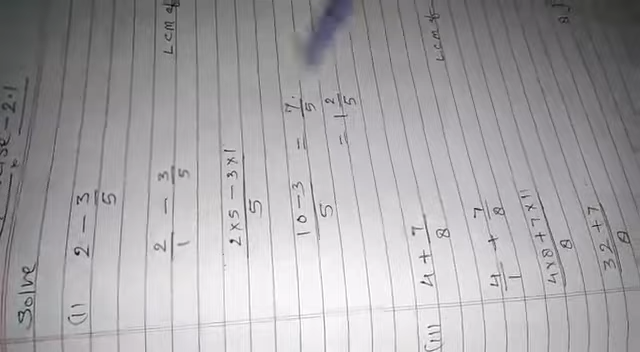 - 2.1
Solve
(i) 2 - 3/5
2/1 - 3/5 LCM of
2×5 - 3×1/5
10-3/5 = 7/5
= 1 2/5
(ii) 4 + 7/8 LCM of
4/1 + 7/8
4×8+7×1/8
32+7/8